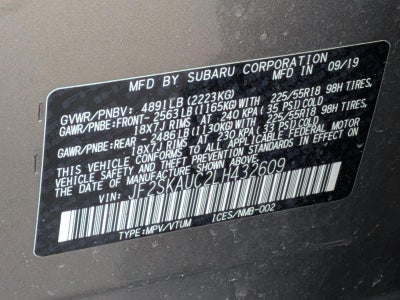 MFD BY SUBARU CORPORATION
MFD IN 09/19
GVWR/PNBV: 4891LB(2223KG)
GAWR/PNBE:FRONT-2563LB(1165KG)WITH 225/55R18 98H TIRES,
18X7J RIMS AT 240 KPA (35 PSI)COLD
GAWR/PNBE:REAR -2486LB(1130KG)WITH 225/55R18 98H TIRES,
18X7J RIMS AT 230 KPA (33 PSI)COLD
THIS VEHICLE CONFORMS TO ALL APPLICABLE FEDERAL MOTOR
VEHICLE SAFETY AND THEFT PREVENTION STANDARDS IN EFFECT ON
THE DATE OF MANUFACTURE SHOWN ABOVE.
VIN: JF2SKAUC2LH432609
TYPE:MPV/VTUM ICES/NMB-002